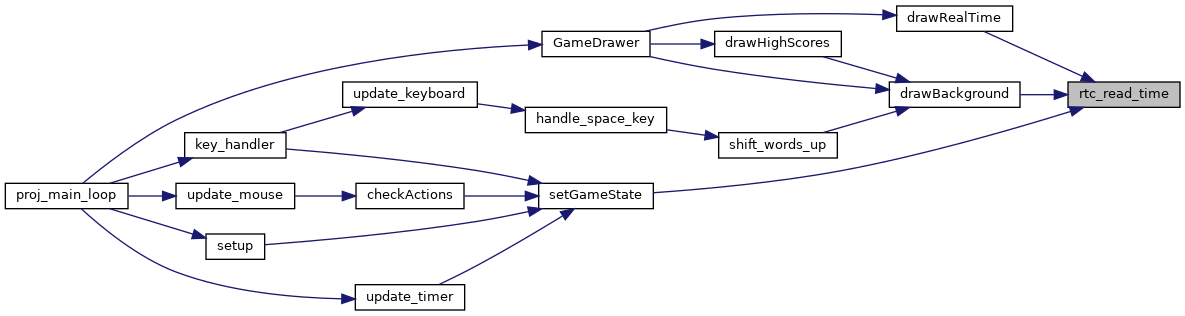 drawRealTime
GameDrawer
drawHighScores
update_keyboard
drawBackground
rtc_read_time
handle_space_key
key_handler
shift_words_up
proj_main_loop
update_mouse
checkActions
setGameState
setup
update_timer